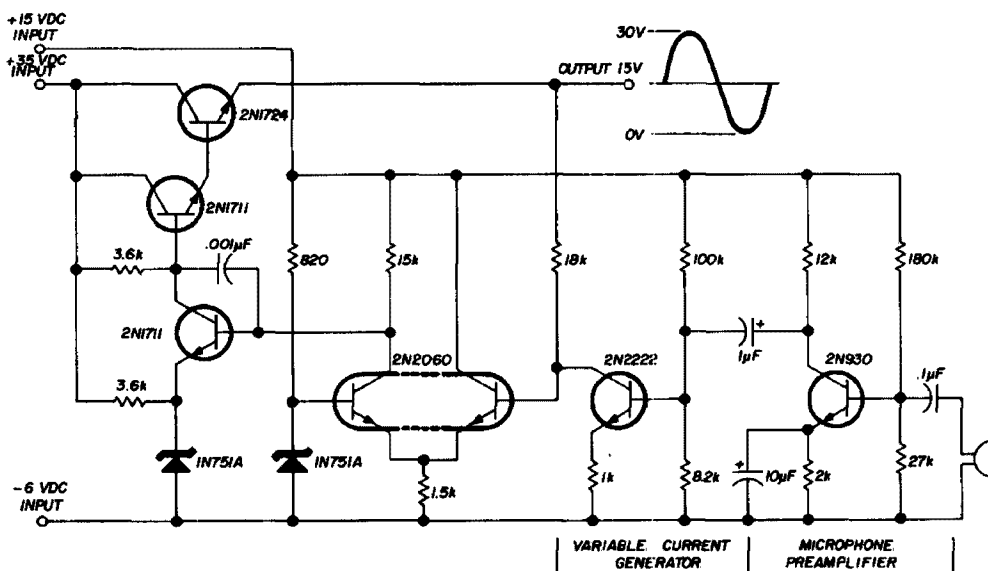 +15 VDC
INPUT
+35 VDC
INPUT
30V
OUTPUT 15V
0V
2N1724
2N1711
3.6k
.001µF
820
15k
18k
100k
12k
180k
2N1711
1µF
2N2060
2N2222
2N930
.1µF
3.6k
1N751A
1N751A
1.5k
1k
8.2k
10µF
2k
27k
-6 VDC
INPUT
VARIABLE CURRENT
GENERATOR
MICROPHONE
PREAMPLIFIER